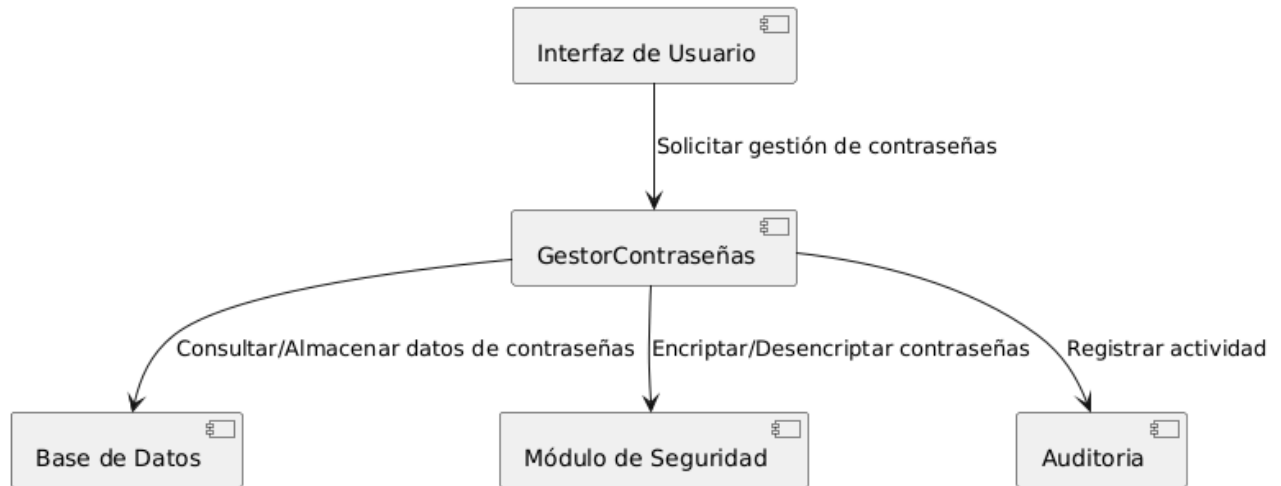 Interfaz de Usuario
Solicitar gestión de contraseñas
GestorContraseñas
Consultar/Almacenar datos de contraseñas
Encriptar/Desencriptar contraseñas
Registrar actividad
Base de Datos
Módulo de Seguridad
Auditoria